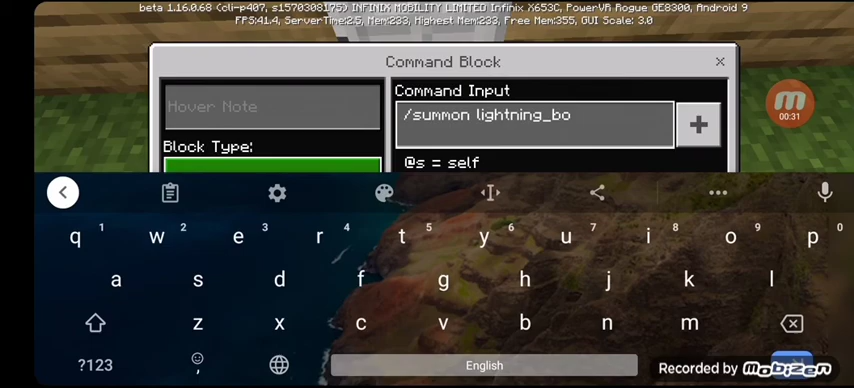 beta 1.16.0.68 (cli-p407, s1570308175) INFINIX MOBILITY LIMITED Infinix X653C, PowerVR Rogue GE8300, Android 9
FPS:41.4, ServerTime:2.5, Mem:233, Highest Mem:233, Free Mem:355, GUI Scale: 3.0
Command Block
Hover Note
Command Input
/summon lightning_bo
Block Type:
@s = self
00:31
q 1 w 2 e 3 r 4 t 5 y 6 u 7 i 8 o 9 p 0
a s d f g h j k l
z x c v b n m
?123 , English
Recorded by mobizen